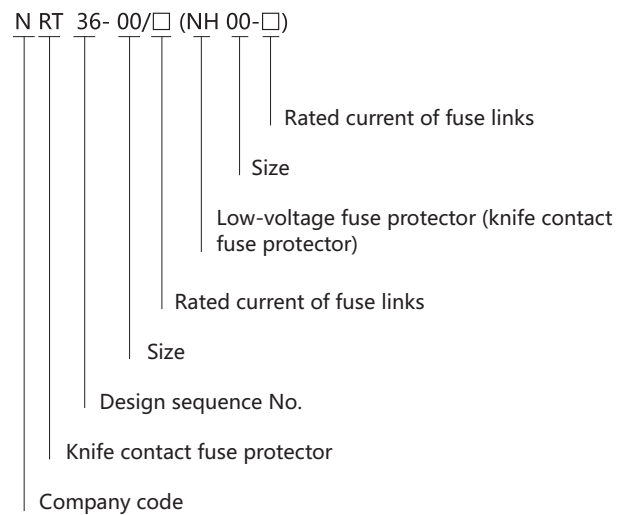 N RT 36- 00/□ (NH 00-□)
Rated current of fuse links
Size
Low-voltage fuse protector (knife contact
fuse protector)
Rated current of fuse links
Size
Design sequence No.
Knife contact fuse protector
Company code